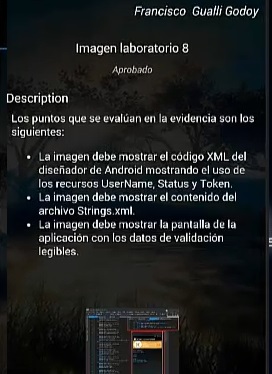 Francisco Gualli Godoy
Imagen laboratorio 8
Aprobado
Description
Los puntos que se evalúan en la evidencia son los
siguientes:
• La imagen debe mostrar el código XML del
diseñador de Android mostrando el uso de
los recursos UserName, Status y Token.
• La imagen debe mostrar el contenido del
archivo Strings.xml.
• La imagen debe mostrar la pantalla de la
aplicación con los datos de validación
legibles.